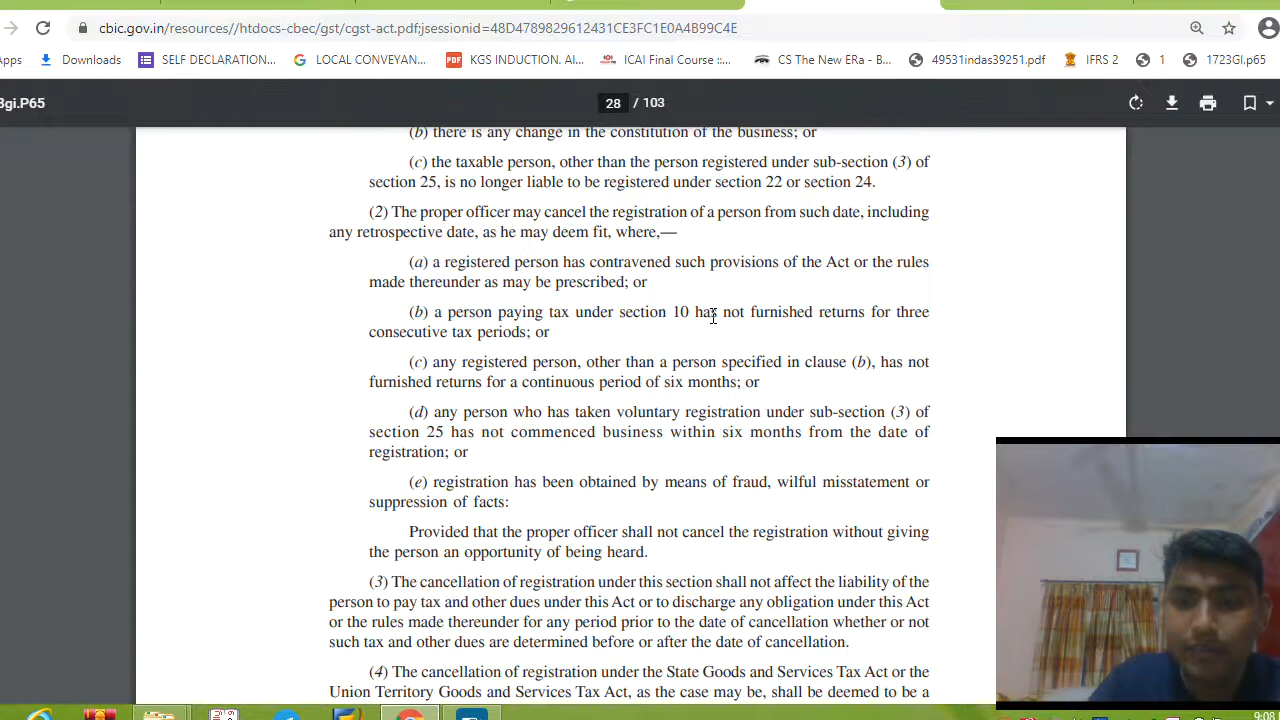 cbic.gov.in/resources//htdocs-cbec/gst/cgst-act.pdf;jsessionid=48D4789829612431CE3FC1E0A4B99C4E
Apps Downloads SELF DECLARATION... LOCAL CONVEYAN... PDF KGS INDUCTION. AI... ICAI Final Course ::... CS The New ERa - B... 49531indas39251.pdf IFRS 2 1 1723GI.p65
3gi.P65 28 / 103
(b) there is any change in the constitution of the business; or
(c) the taxable person, other than the person registered under sub-section (3) of
section 25, is no longer liable to be registered under section 22 or section 24.
(2) The proper officer may cancel the registration of a person from such date, including
any retrospective date, as he may deem fit, where,—
(a) a registered person has contravened such provisions of the Act or the rules
made thereunder as may be prescribed; or
(b) a person paying tax under section 10 has not furnished returns for three
consecutive tax periods; or
(c) any registered person, other than a person specified in clause (b), has not
furnished returns for a continuous period of six months; or
(d) any person who has taken voluntary registration under sub-section (3) of
section 25 has not commenced business within six months from the date of
registration; or
(e) registration has been obtained by means of fraud, wilful misstatement or
suppression of facts:
Provided that the proper officer shall not cancel the registration without giving
the person an opportunity of being heard.
(3) The cancellation of registration under this section shall not affect the liability of the
person to pay tax and other dues under this Act or to discharge any obligation under this Act
or the rules made thereunder for any period prior to the date of cancellation whether or not
such tax and other dues are determined before or after the date of cancellation.
(4) The cancellation of registration under the State Goods and Services Tax Act or the
Union Territory Goods and Services Tax Act, as the case may be, shall be deemed to be a